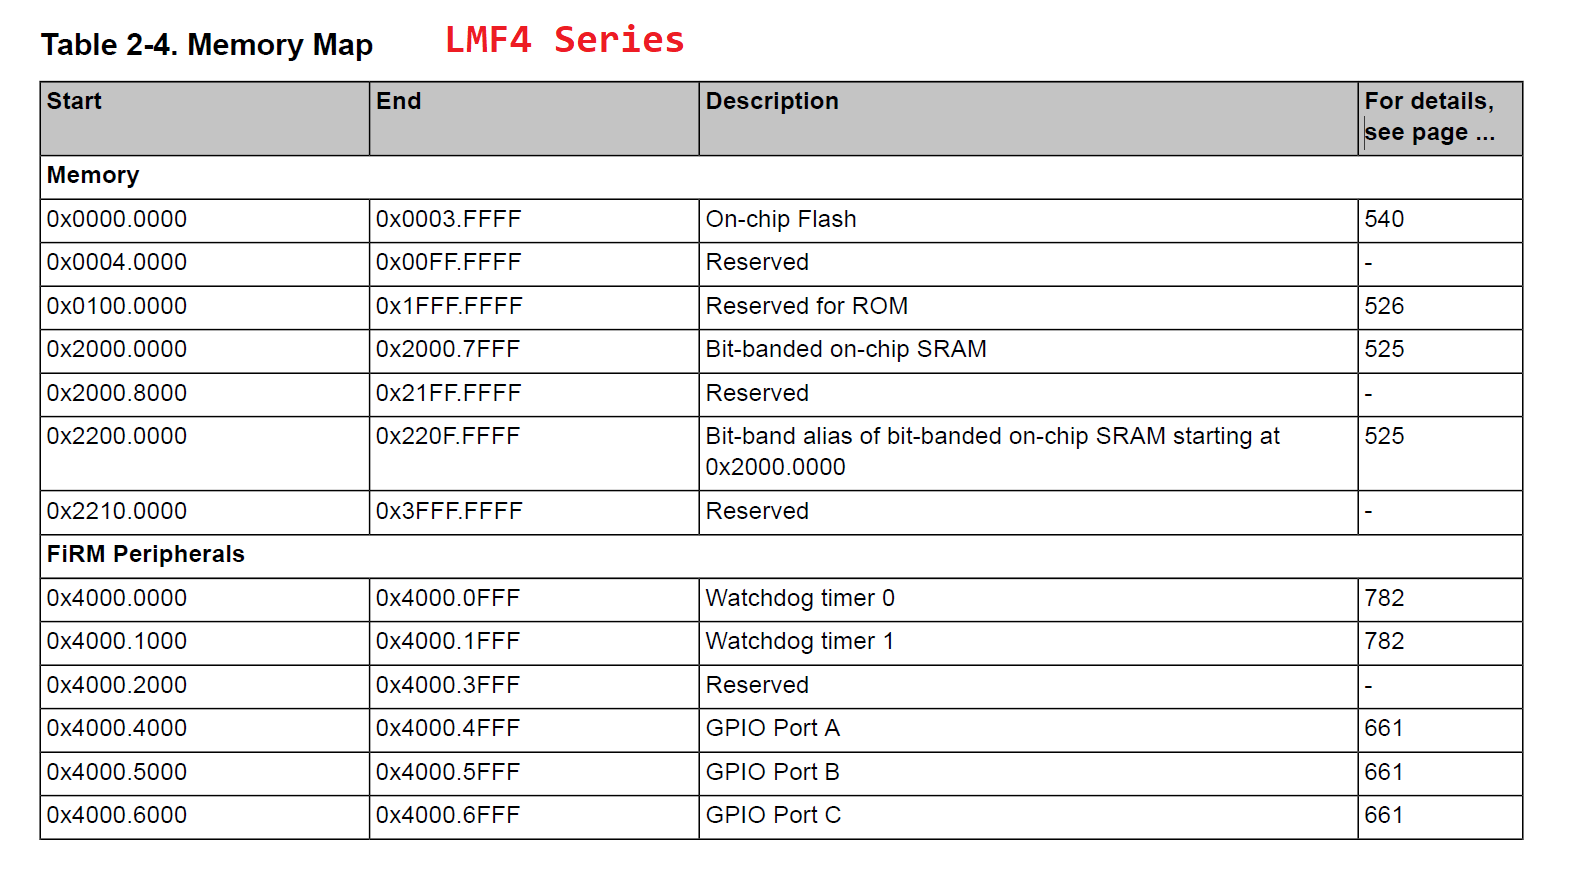 Table 2-4. Memory Map LMF4 Series
Start End Description For details,
see page ...
Memory
0x0000.0000 0x0003.FFFF On-chip Flash 540
0x0004.0000 0x00FF.FFFF Reserved -
0x0100.0000 0x1FFF.FFFF Reserved for ROM 526
0x2000.0000 0x2000.7FFF Bit-banded on-chip SRAM 525
0x2000.8000 0x21FF.FFFF Reserved -
0x2200.0000 0x220F.FFFF Bit-band alias of bit-banded on-chip SRAM starting at 525
0x2000.0000
0x2210.0000 0x3FFF.FFFF Reserved -
FiRM Peripherals
0x4000.0000 0x4000.0FFF Watchdog timer 0 782
0x4000.1000 0x4000.1FFF Watchdog timer 1 782
0x4000.2000 0x4000.3FFF Reserved -
0x4000.4000 0x4000.4FFF GPIO Port A 661
0x4000.5000 0x4000.5FFF GPIO Port B 661
0x4000.6000 0x4000.6FFF GPIO Port C 661